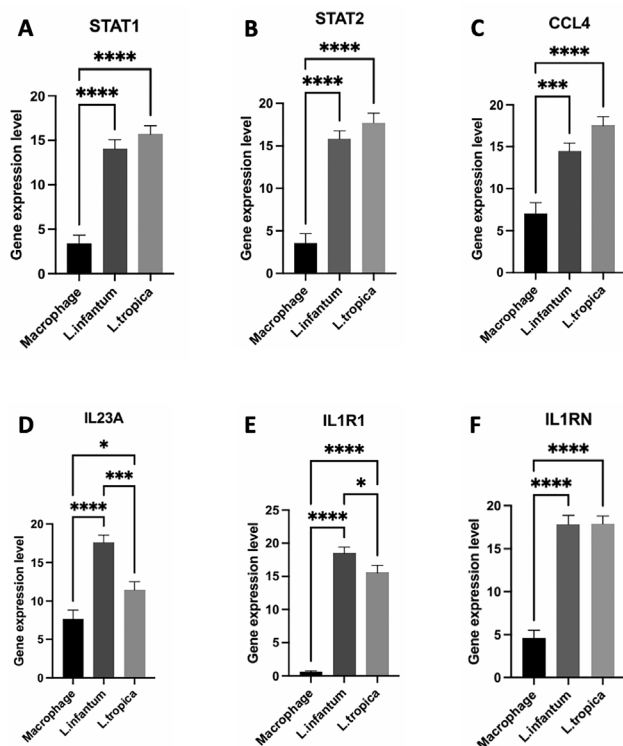 A
STAT1
****
****
Gene expression level
20
15
10
5
0
Macrophage
L.infantum
L.tropica
B
STAT2
****
****
Gene expression level
20
15
10
5
0
Macrophage
L.infantum
L.tropica
C
CCL4
****
***
Gene expression level
20
15
10
5
0
Macrophage
L.infantum
L.tropica
D
IL23A
*
***
****
Gene expression level
20
15
10
5
0
Macrophage
L.infantum
L.tropica
E
IL1R1
****
*
****
Gene expression level
25
20
15
10
5
0
Macrophage
L.infantum
L.tropica
F
IL1RN
****
****
Gene expression level
20
15
10
5
0
Macrophage
L.infantum
L.tropica